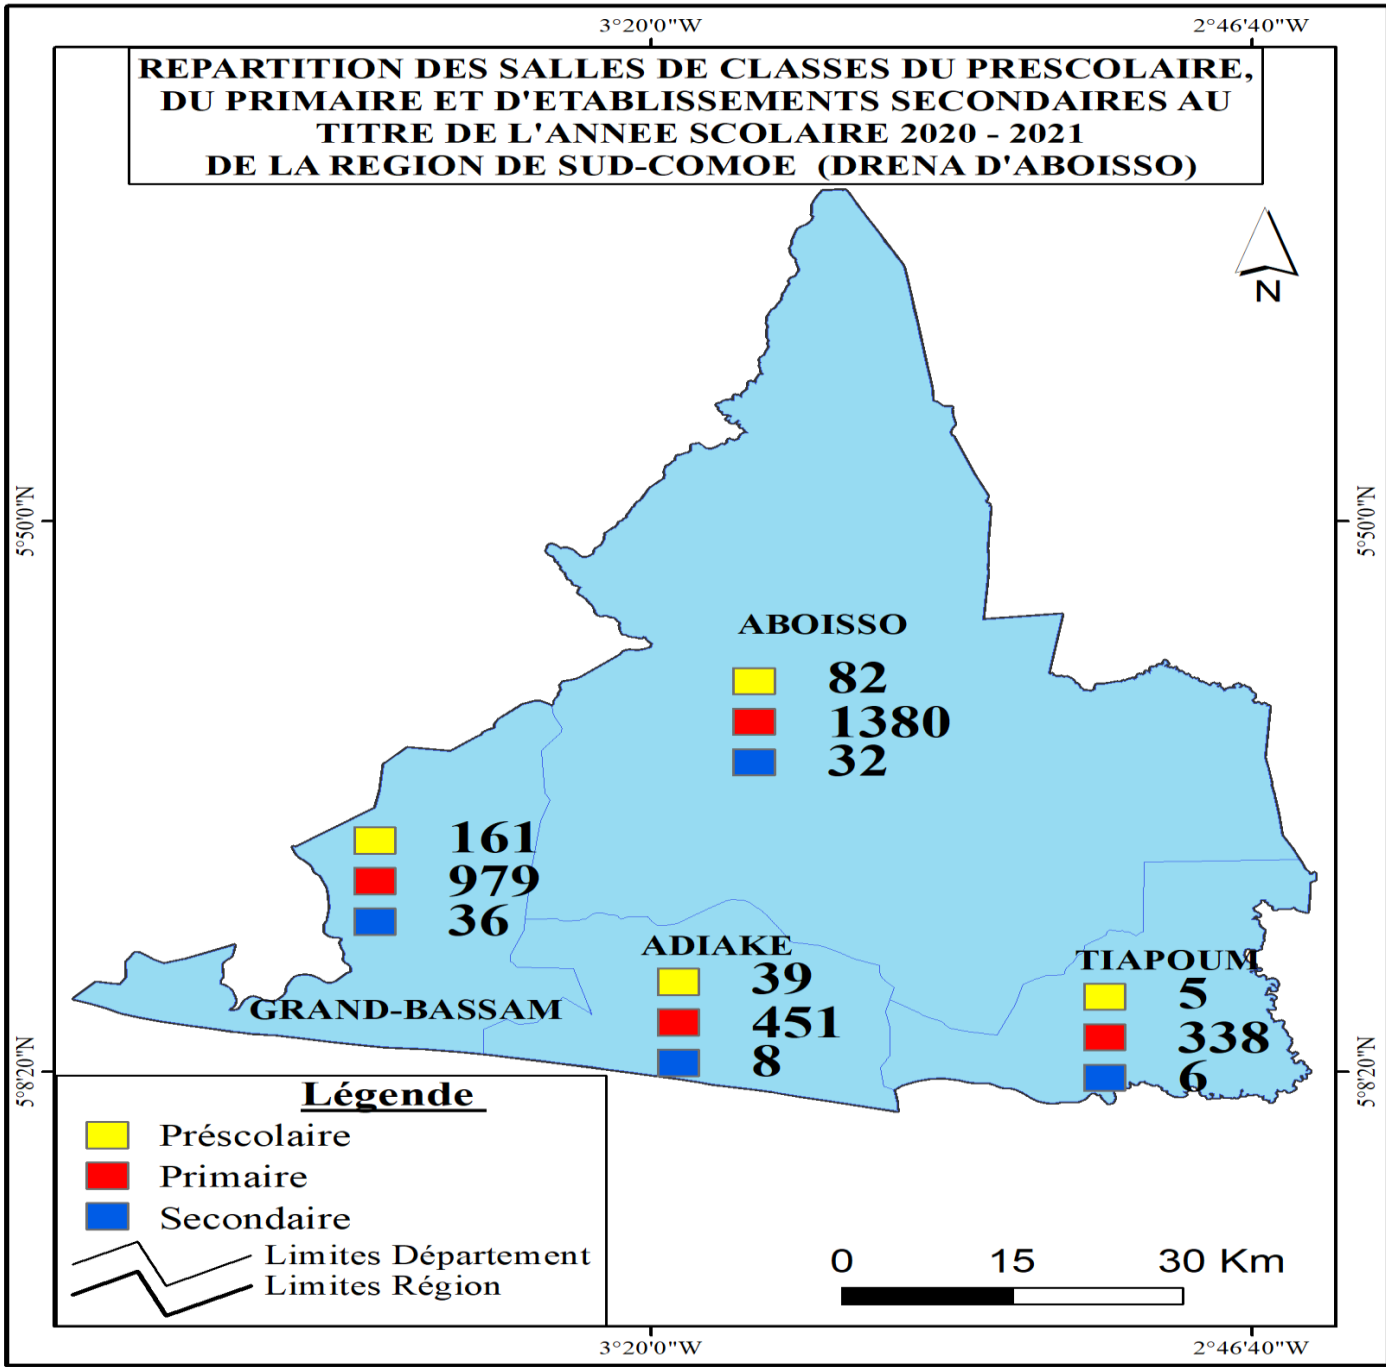 3°20'0"W
2°46'40"W
REPARTITION DES SALLES DE CLASSES DU PRESCOLAIRE,
DU PRIMAIRE ET D'ETABLISSEMENTS SECONDAIRES AU
TITRE DE L'ANNEE SCOLAIRE 2020 - 2021
DE LA REGION DE SUD-COMOE (DRENA D'ABOISSO)
N
5°50'0"N
5°50'0"N
ABOISSO
82
1380
32
161
979
36
GRAND-BASSAM
ADIAKE
39
451
8
TIAPOUM
5
338
6
5°8'20"N
5°8'20"N
Légende
Préscolaire
Primaire
Secondaire
Limites Département
Limites Région
0 15 30 Km
3°20'0"W
2°46'40"W